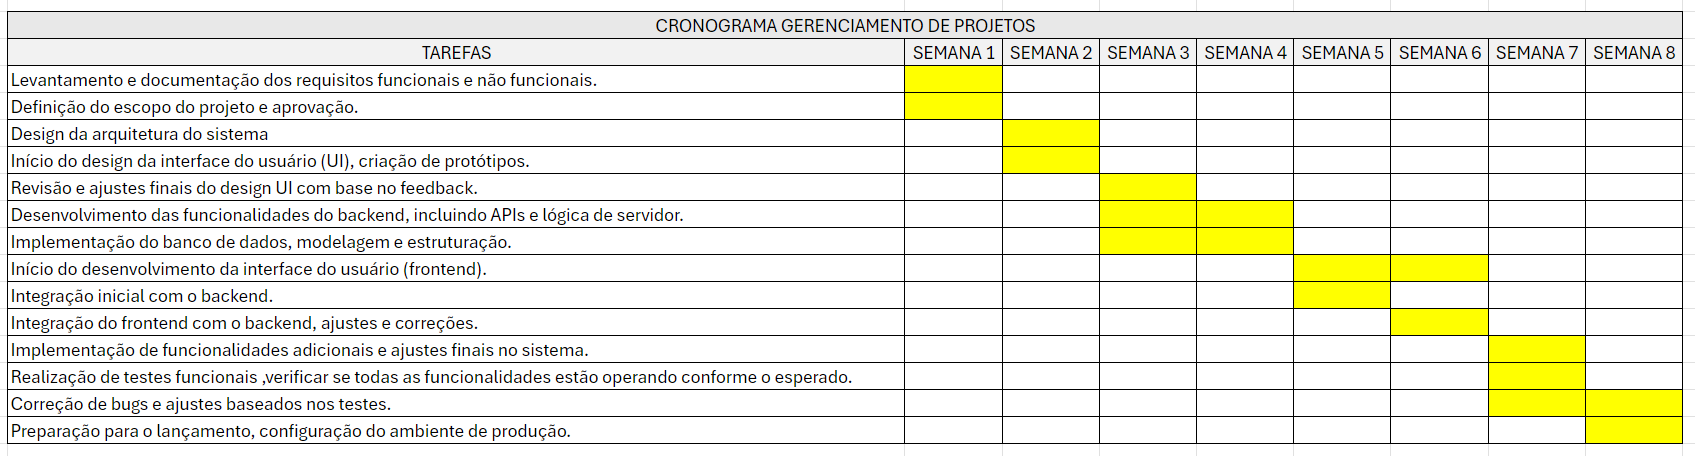 CRONOGRAMA GERENCIAMENTO DE PROJETOS
TAREFAS SEMANA 1 SEMANA 2 SEMANA 3 SEMANA 4 SEMANA 5 SEMANA 6 SEMANA 7 SEMANA 8
Levantamento e documentação dos requisitos funcionais e não funcionais.
Definição do escopo do projeto e aprovação.
Design da arquitetura do sistema
Início do design da interface do usuário (UI), criação de protótipos.
Revisão e ajustes finais do design UI com base no feedback.
Desenvolvimento das funcionalidades do backend, incluindo APIs e lógica de servidor.
Implementação do banco de dados, modelagem e estruturação.
Início do desenvolvimento da interface do usuário (frontend).
Integração inicial com o backend.
Integração do frontend com o backend, ajustes e correções.
Implementação de funcionalidades adicionais e ajustes finais no sistema.
Realização de testes funcionais ,verificar se todas as funcionalidades estão operando conforme o esperado.
Correção de bugs e ajustes baseados nos testes.
Preparação para o lançamento, configuração do ambiente de produção.